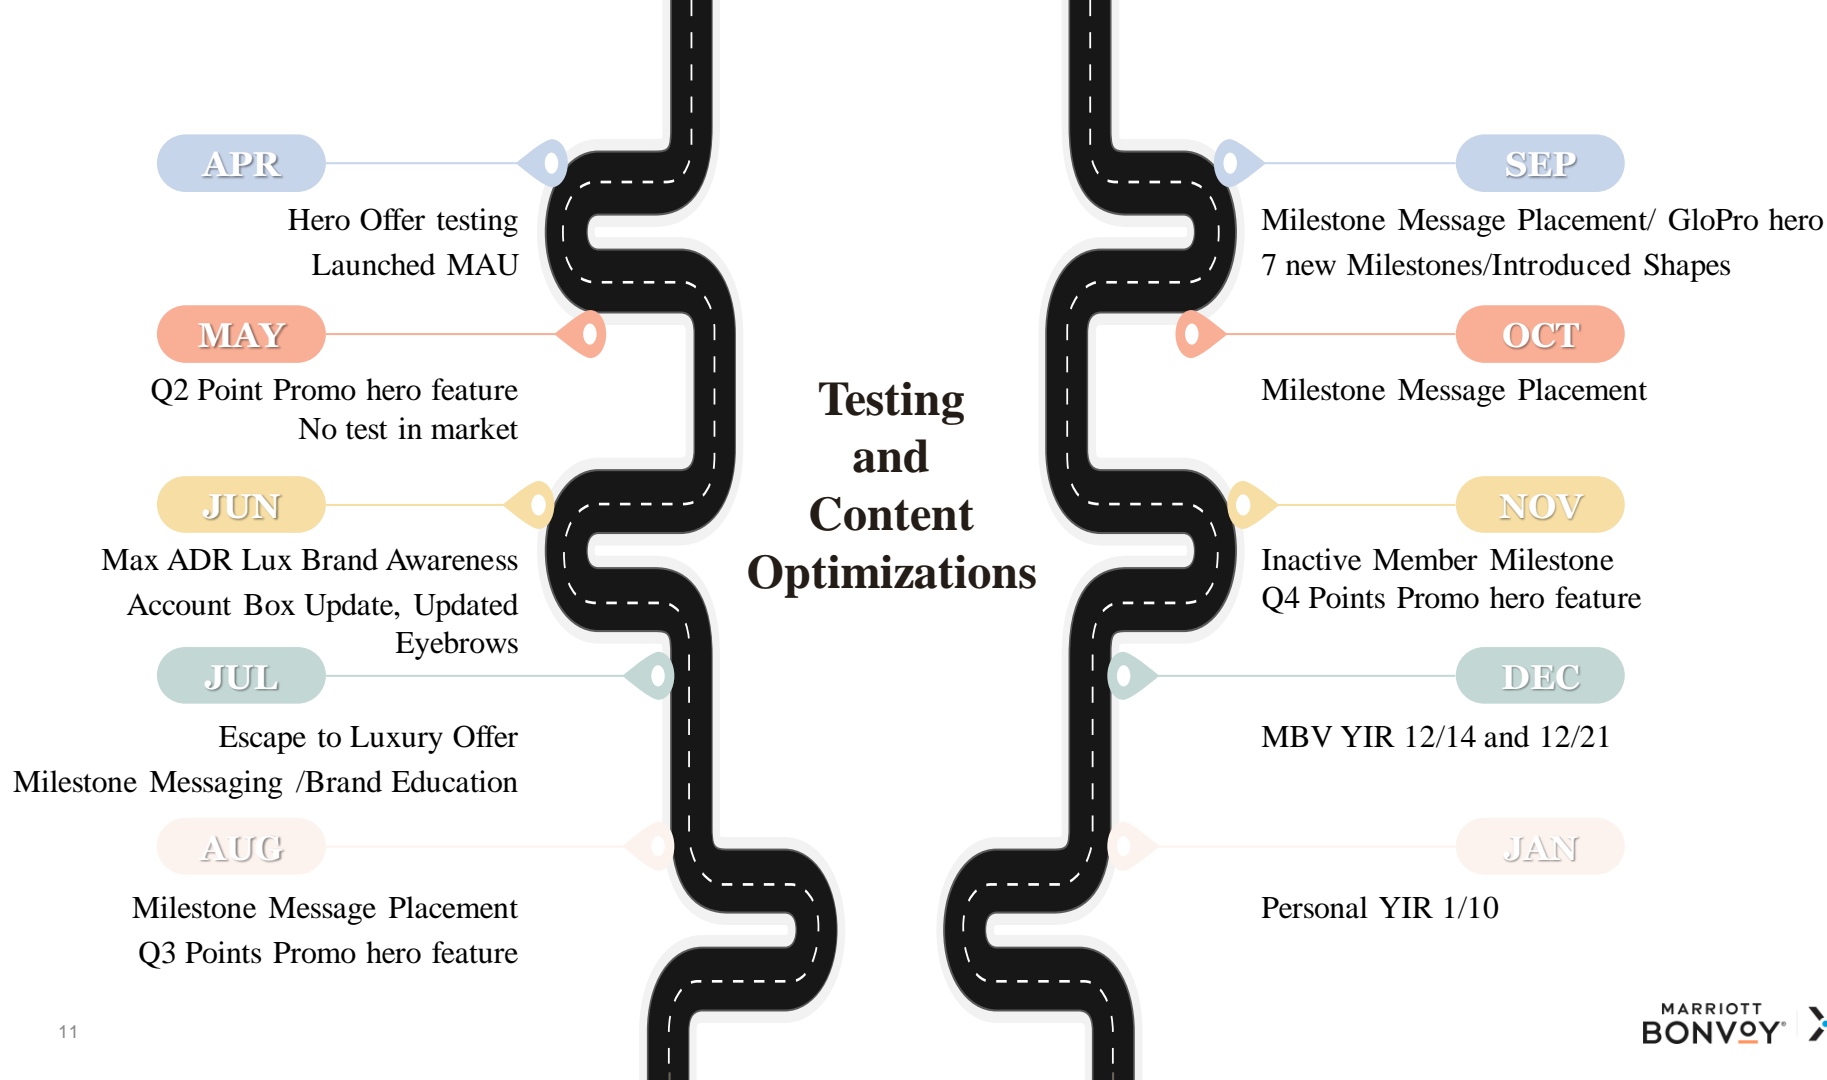 APR
Hero Offer testing
Launched MAU
MAY
Q2 Point Promo hero feature
No test in market
JUN
Max ADR Lux Brand Awareness
Account Box Update, Updated
Eyebrows
JUL
Escape to Luxury Offer
Milestone Messaging /Brand Education
AUG
Milestone Message Placement
Q3 Points Promo hero feature
Testing
and
Content
Optimizations
SEP
Milestone Message Placement/ GloPro hero
7 new Milestones/Introduced Shapes
OCT
Milestone Message Placement
NOV
Inactive Member Milestone
Q4 Points Promo hero feature
DEC
MBV YIR 12/14 and 12/21
JAN
Personal YIR 1/10
11
MARRIOTT
BONVOY®